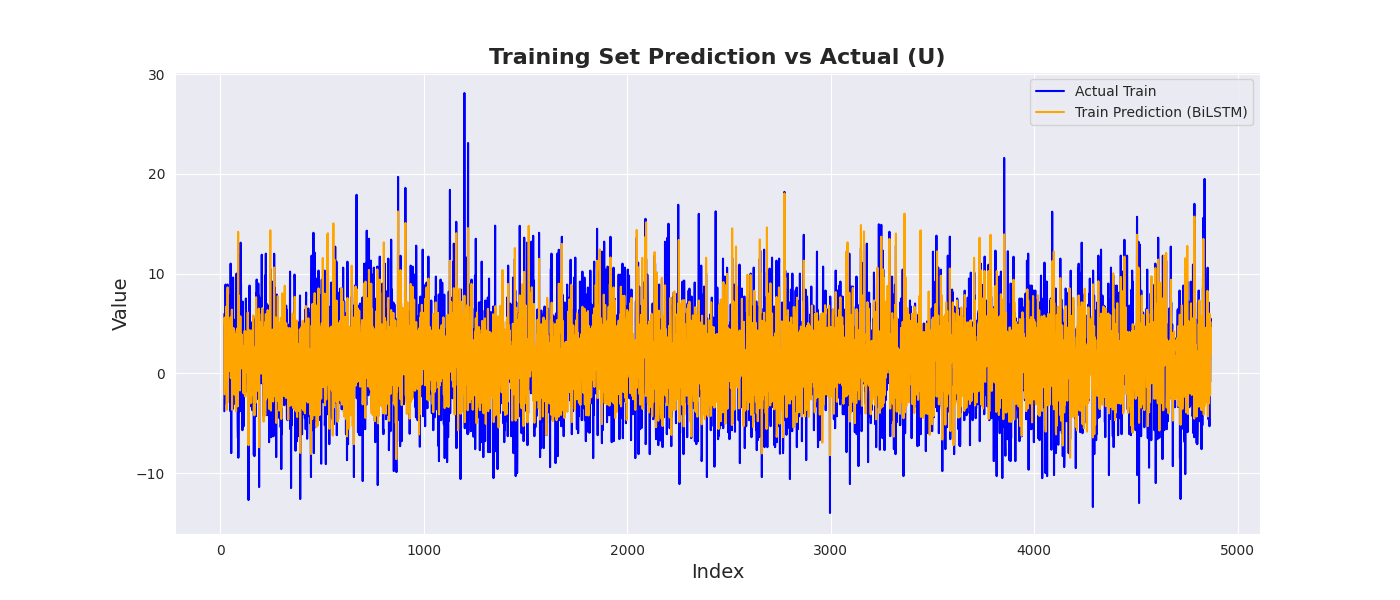 Training Set Prediction vs Actual (U)
30
20
10
0
−10
Value
Actual Train
Train Prediction (BiLSTM)
0 1000 2000 3000 4000 5000
Index